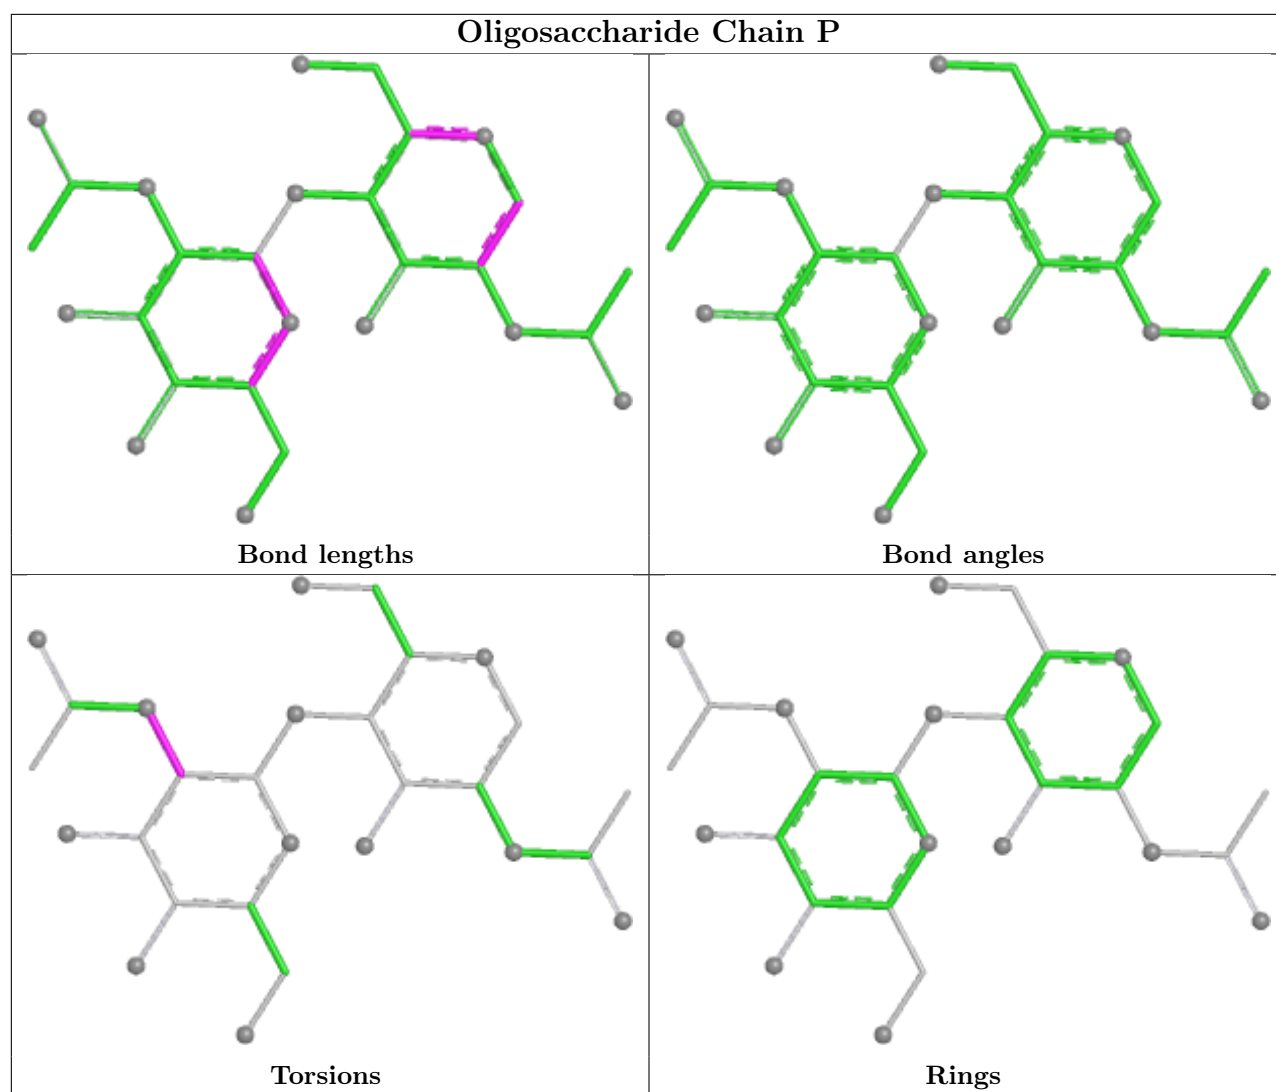 Oligosaccharide Chain P
Bond lengths
Bond angles
Torsions
Rings